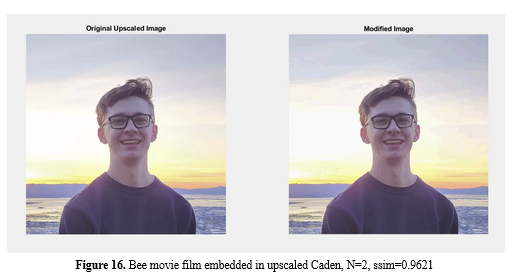 Original Upscaled Image
Modified Image
Figure 16. Bee movie film embedded in upscaled Caden, N=2, ssim=0.9621